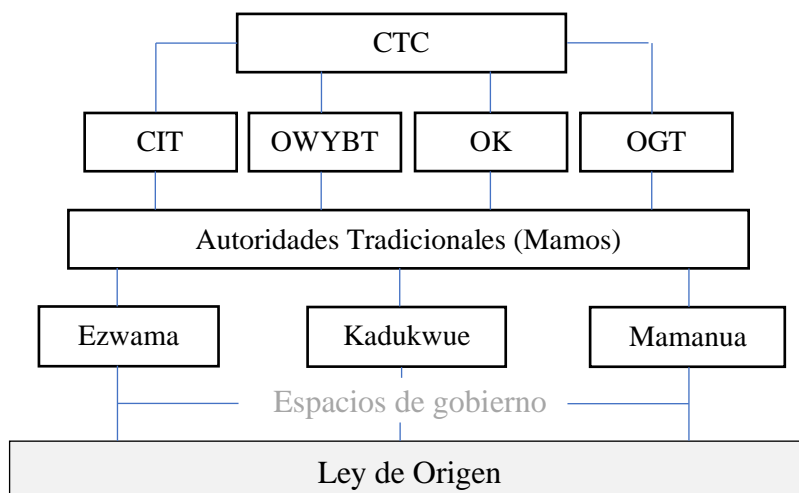 CTC
CIT OWYBT OK OGT
Autoridades Tradicionales (Mamos)
Ezwama Kadukwue Mamanua
Espacios de gobierno
Ley de Origen